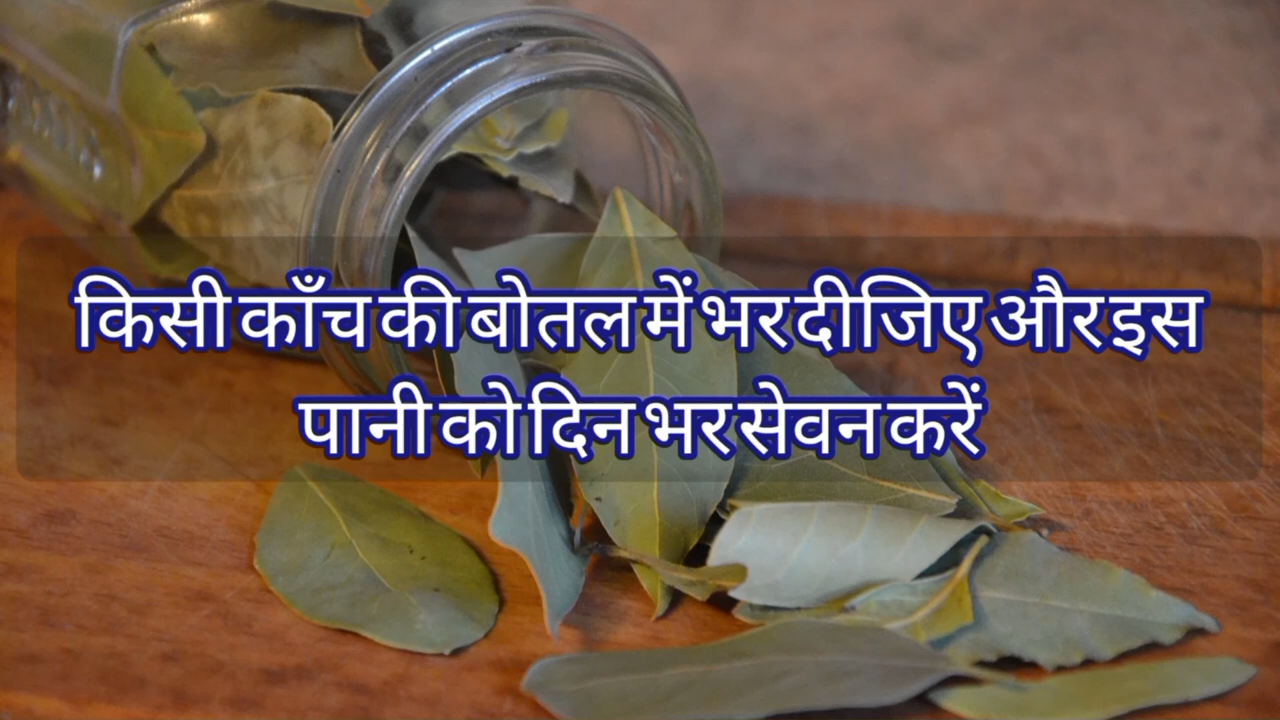 किसी काँच की बोतल में भर दीजिए और इस
पानी को दिन भर सेवन करें